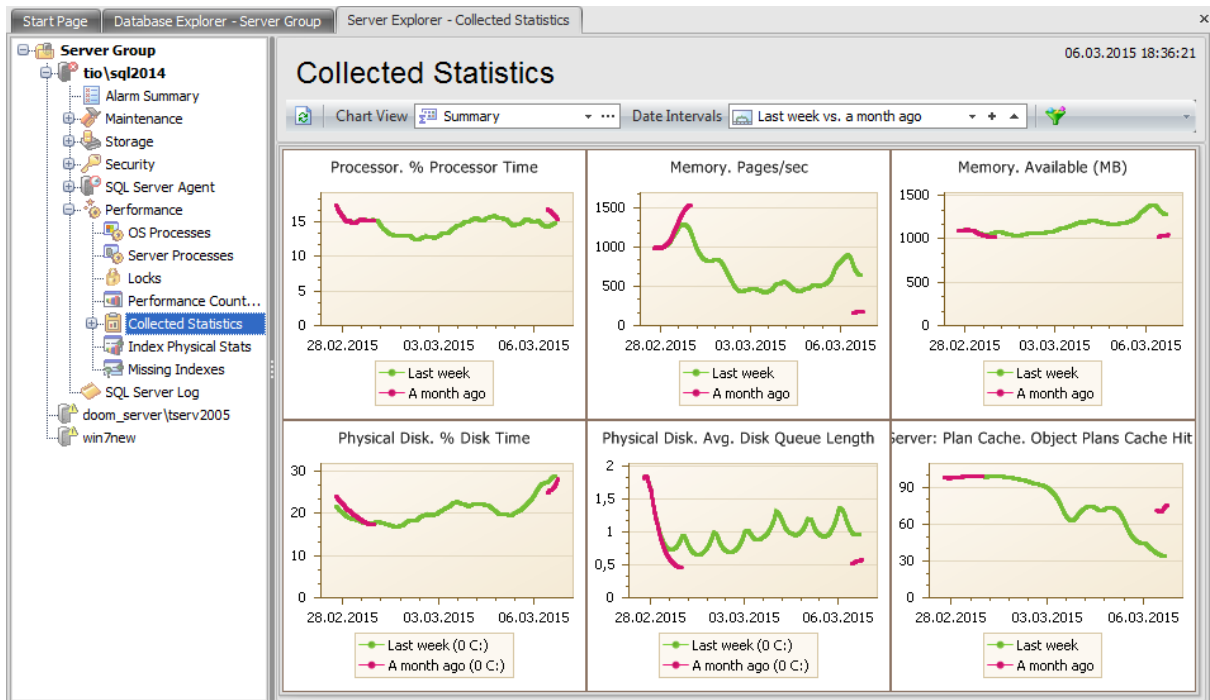 Start Page
Database Explorer - Server Group
Server Explorer - Collected Statistics
Server Group
tio\sql2014
Alarm Summary
Maintenance
Storage
Security
SQL Server Agent
Performance
OS Processes
Server Processes
Locks
Performance Count...
Collected Statistics
Index Physical Stats
Missing Indexes
SQL Server Log
doom_server\tserv2005
win7new
06.03.2015 18:36:21
Collected Statistics
Chart View Summary Date Intervals Last week vs. a month ago
Processor. % Processor Time
15
10
5
0
28.02.2015 03.03.2015 06.03.2015
Last week
A month ago
Memory. Pages/sec
1500
1000
500
0
28.02.2015 03.03.2015 06.03.2015
Last week
A month ago
Memory. Available (MB)
1500
1000
500
0
28.02.2015 03.03.2015 06.03.2015
Last week
A month ago
Physical Disk. % Disk Time
30
20
10
0
28.02.2015 03.03.2015 06.03.2015
Last week (0 C:)
A month ago (0 C:)
Physical Disk. Avg. Disk Queue Length
2
1,5
1
0,5
0
28.02.2015 03.03.2015 06.03.2015
Last week (0 C:)
A month ago (0 C:)
Server: Plan Cache. Object Plans Cache Hit
90
60
30
0
28.02.2015 03.03.2015 06.03.2015
Last week
A month ago